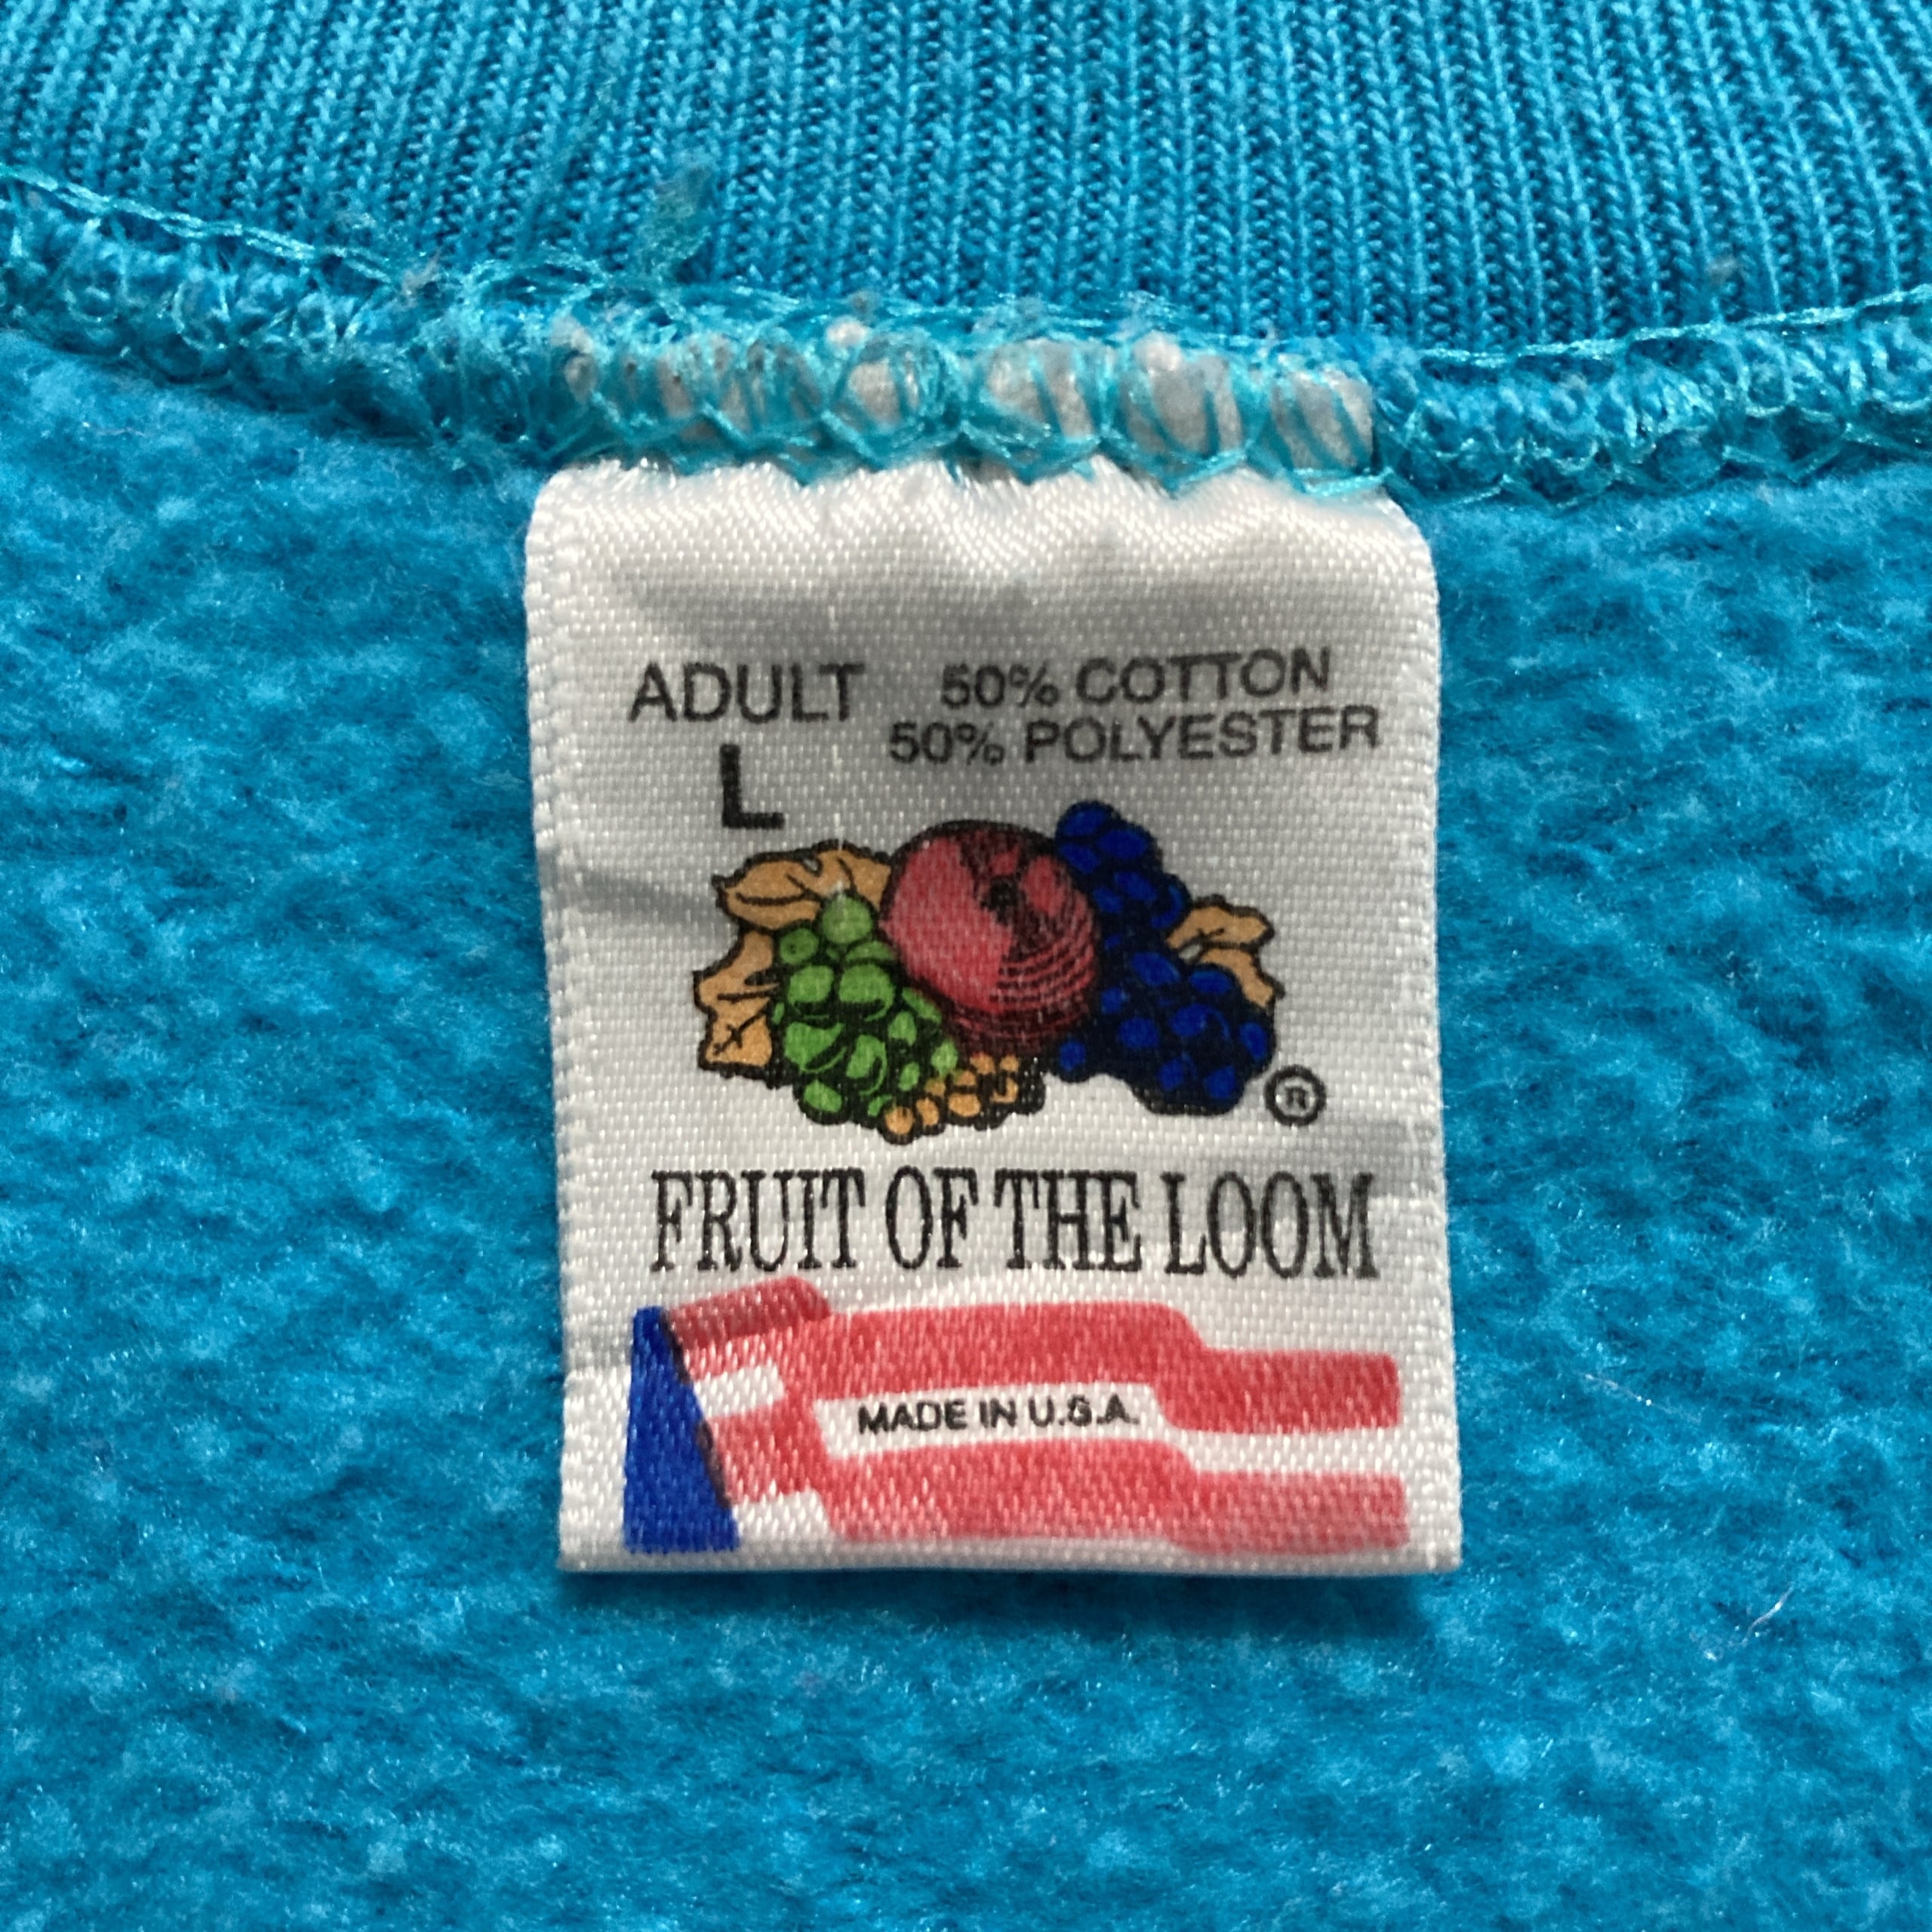 ADULT
L
50% COTTON
50% POLYESTER
®
FRUIT OF THE LOOM
MADE IN U.S.A.